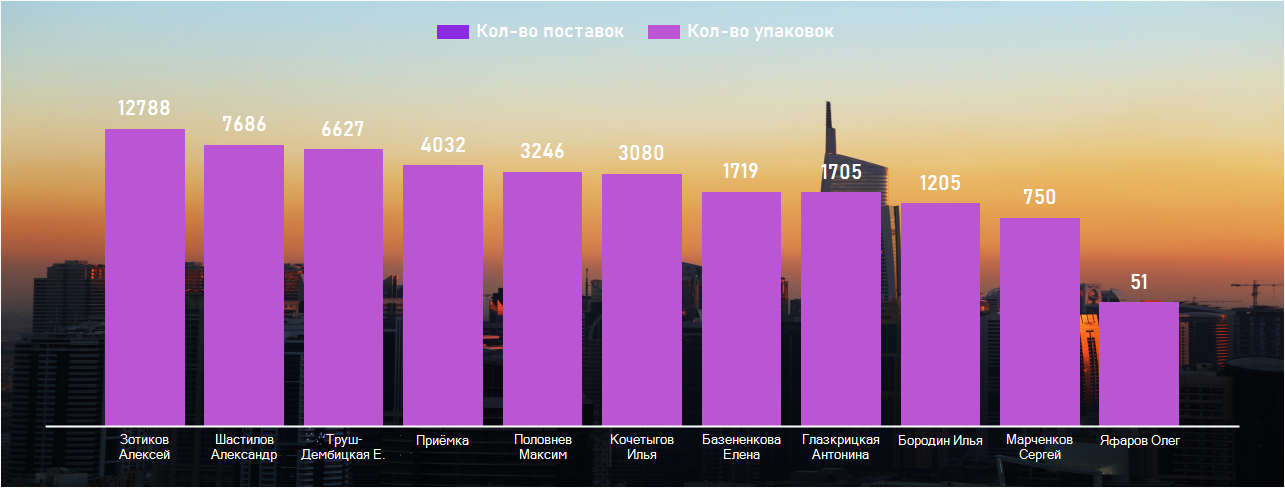 Кол-во поставок Кол-во упаковок
12788 7686 6627 4032 3246 3080 1719 1705 1205 750 51
Зотиков Алексей
Шастилов Александр
Труш-Дембицкая Е.
Приёмка
Половнев Максим
Кочетыгов Илья
Базененкова Елена
Глазкрицкая Антонина
Бородин Илья
Марченков Сергей
Яфаров Олег